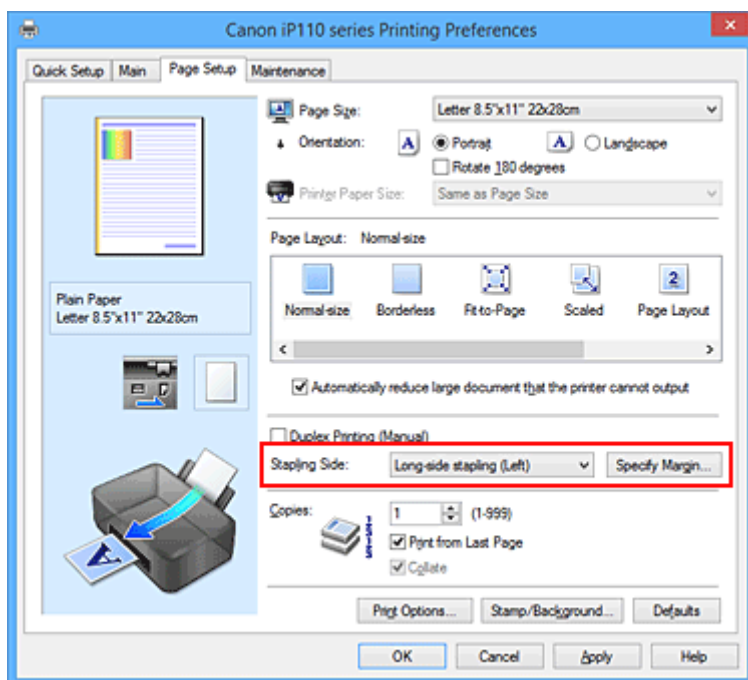 Canon iP110 series Printing Preferences
Quick Setup Main Page Setup Maintenance
Page Size: Letter 8.5"x11" 22x28cm
Orientation: A Portrait A Landscape
Rotate 180 degrees
Printer Paper Size: Same as Page Size
Page Layout: Normal-size
2
Normal-size Borderless Fit-to-Page Scaled Page Layout
Plain Paper
Letter 8.5"x11" 22x28cm
Automatically reduce large document that the printer cannot output
Duplex Printing (Manual)
Stapling Side: Long-side stapling (Left) Specify Margin...
Copies: 1 (1-999)
Print from Last Page
Collate
A
Print Options... Stamp/Background... Defaults
OK Cancel Apply Help